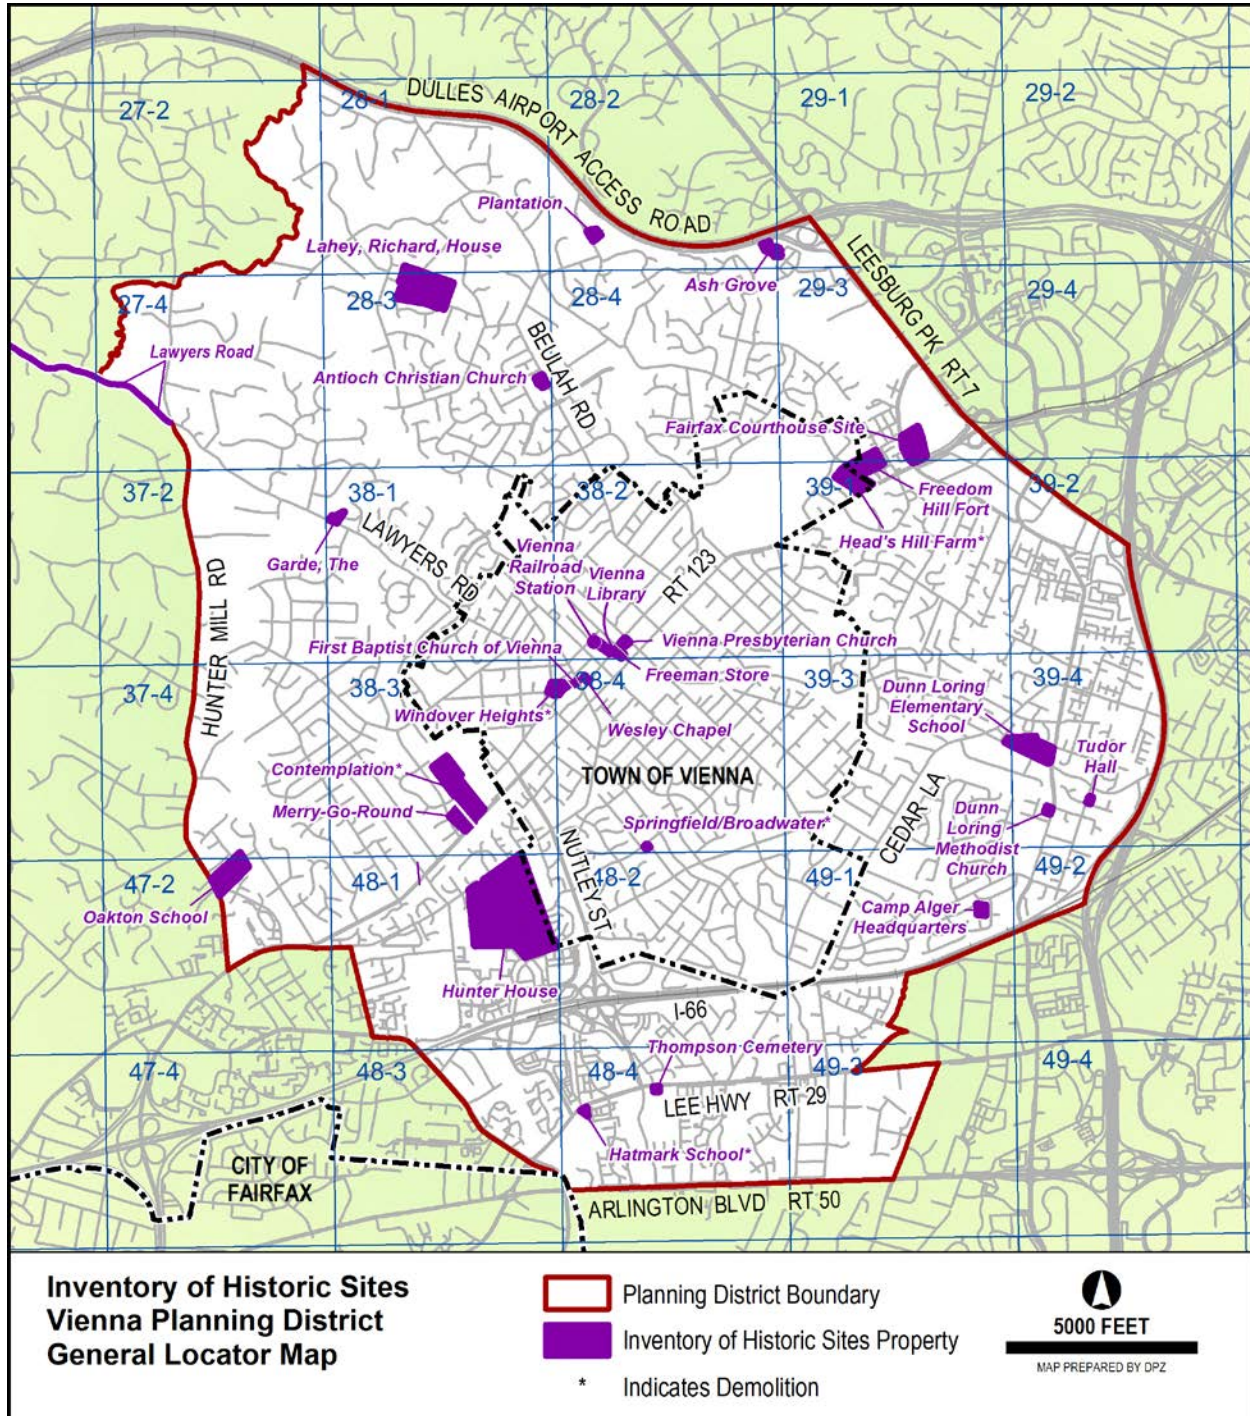 27-2
28-1
28-2
29-1
29-2
DULLES AIRPORT ACCESS ROAD
Plantation
Lahey, Richard, House
Ash Grove
LEESBURG PK RT 7
27-4
28-3
28-4
29-3
29-4
Lawyers Road
BEULAH RD
Antioch Christian Church
Fairfax Courthouse Site
37-2
38-1
38-2
39-1
39-2
Freedom
Hill Fort
Head's Hill Farm*
Garde, The
LAWYERS RD
Vienna
Railroad
Station
Vienna
Library
RT 123
HUNTER MILL RD
First Baptist Church of Vienna
Vienna Presbyterian Church
Freeman Store
37-4
38-3
38-4
39-3
39-4
Windover Heights*
Wesley Chapel
Dunn Loring
Elementary
School
Tudor
Hall
Contemplation*
TOWN OF VIENNA
Merry-Go-Round
Springfield/Broadwater*
CEDAR LA
Dunn
Loring
Methodist
Church
NUTLEY ST
47-2
48-1
48-2
49-1
49-2
Oakton School
Camp Alger
Headquarters
Hunter House
I-66
Thompson Cemetery
47-4
48-3
48-4
49-3
49-4
LEE HWY RT 29
Hatmark School*
CITY OF
FAIRFAX
ARLINGTON BLVD RT 50
Inventory of Historic Sites
Vienna Planning District
General Locator Map
Planning District Boundary
Inventory of Historic Sites Property
* Indicates Demolition
5000 FEET
MAP PREPARED BY DPZ